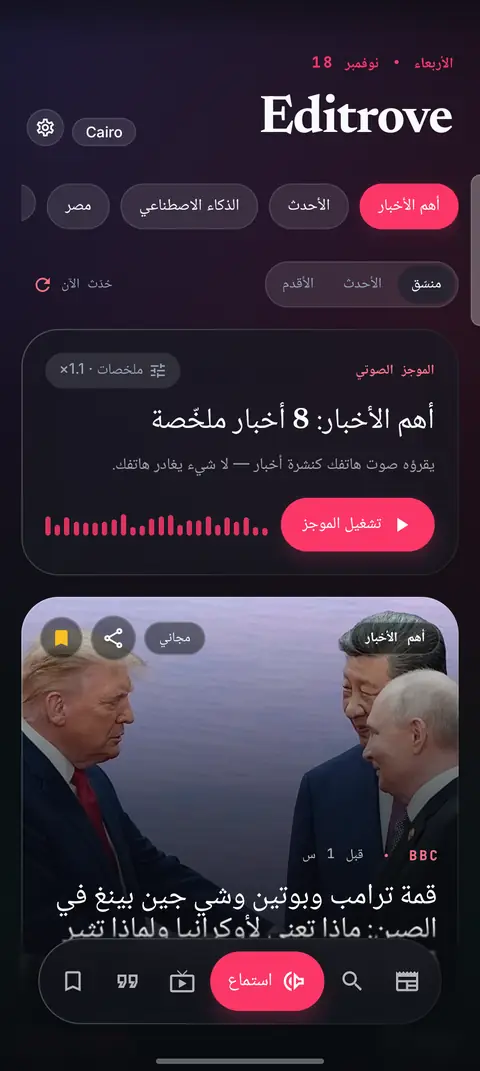 الأربعاء • نوفمبر 18
Editrove
Cairo
أهم الأخبار
الأحدث
الذكاء الاصطناعي
مصر
منسّق
الأحدث
الأقدم
حُدّث الآن
الموجز الصوتي
ملخصات · 1.1×
أهم الأخبار: 8 أخبار ملخّصة
يقرؤه صوت هاتفك كنشرة أخبار — لا شيء يغادر هاتفك.
تشغيل الموجز
أهم الأخبار
مجاني
BBC • قبل 1 س
قمة ترامب وبوتين وشي جين بينغ في
الصين: ماذا تعني لأوكرانيا ولماذا تثير
استماع